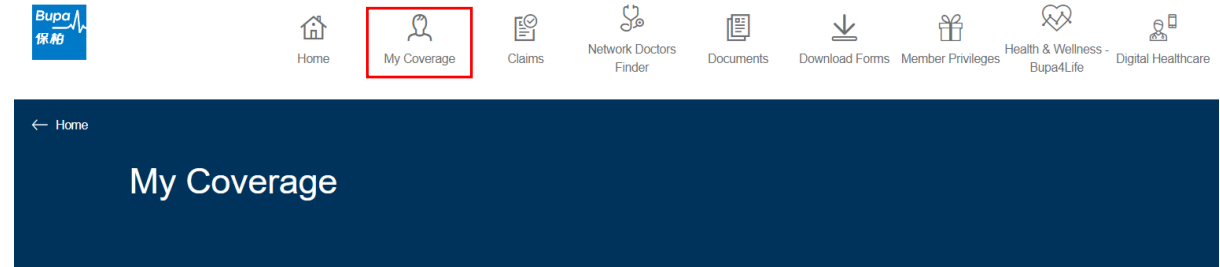 Bupa
保柏
Home
My Coverage
Claims
Network Doctors
Finder
Documents
Download Forms
Member Privileges
Health & Wellness -
Bupa4Life
Digital Healthcare
← Home
My Coverage